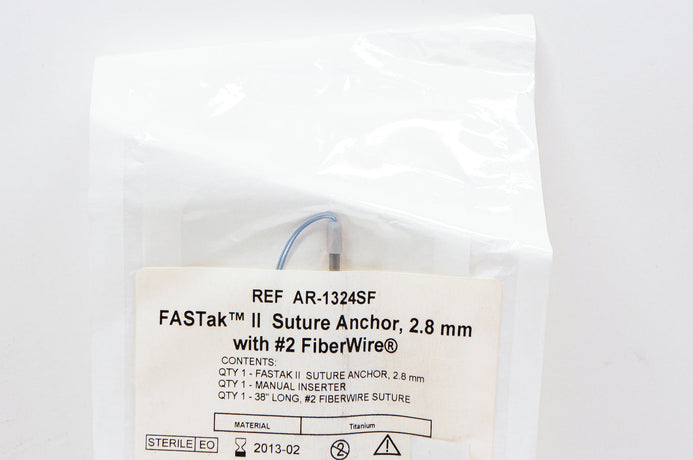 REF AR-1324SF
FASTak™ II Suture Anchor, 2.8 mm
with #2 FiberWire®
CONTENTS:
QTY 1 - FASTAK II SUTURE ANCHOR, 2.8 mm
QTY 1 - MANUAL INSERTER
QTY 1 - 38" LONG, #2 FIBERWIRE SUTURE
MATERIAL Titanium
STERILE EO 2013-02 2